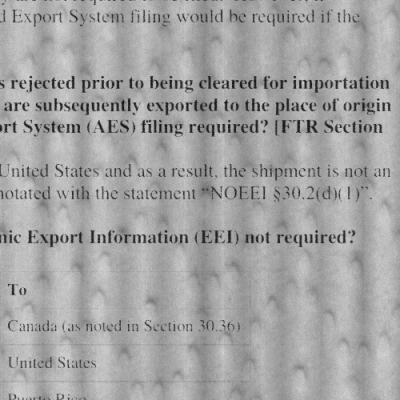 d Export System filing would be required if the
s rejected prior to being cleared for importation
are subsequently exported to the place of origin
ort System (AES) filing required? [FTR Section
United States and as a result, the shipment is not an
notated with the statement “NOEEI §30.2(d)(1)”.
nic Export Information (EEI) not required?
To
Canada (as noted in Section 30.36)
United States
Puerto Rico